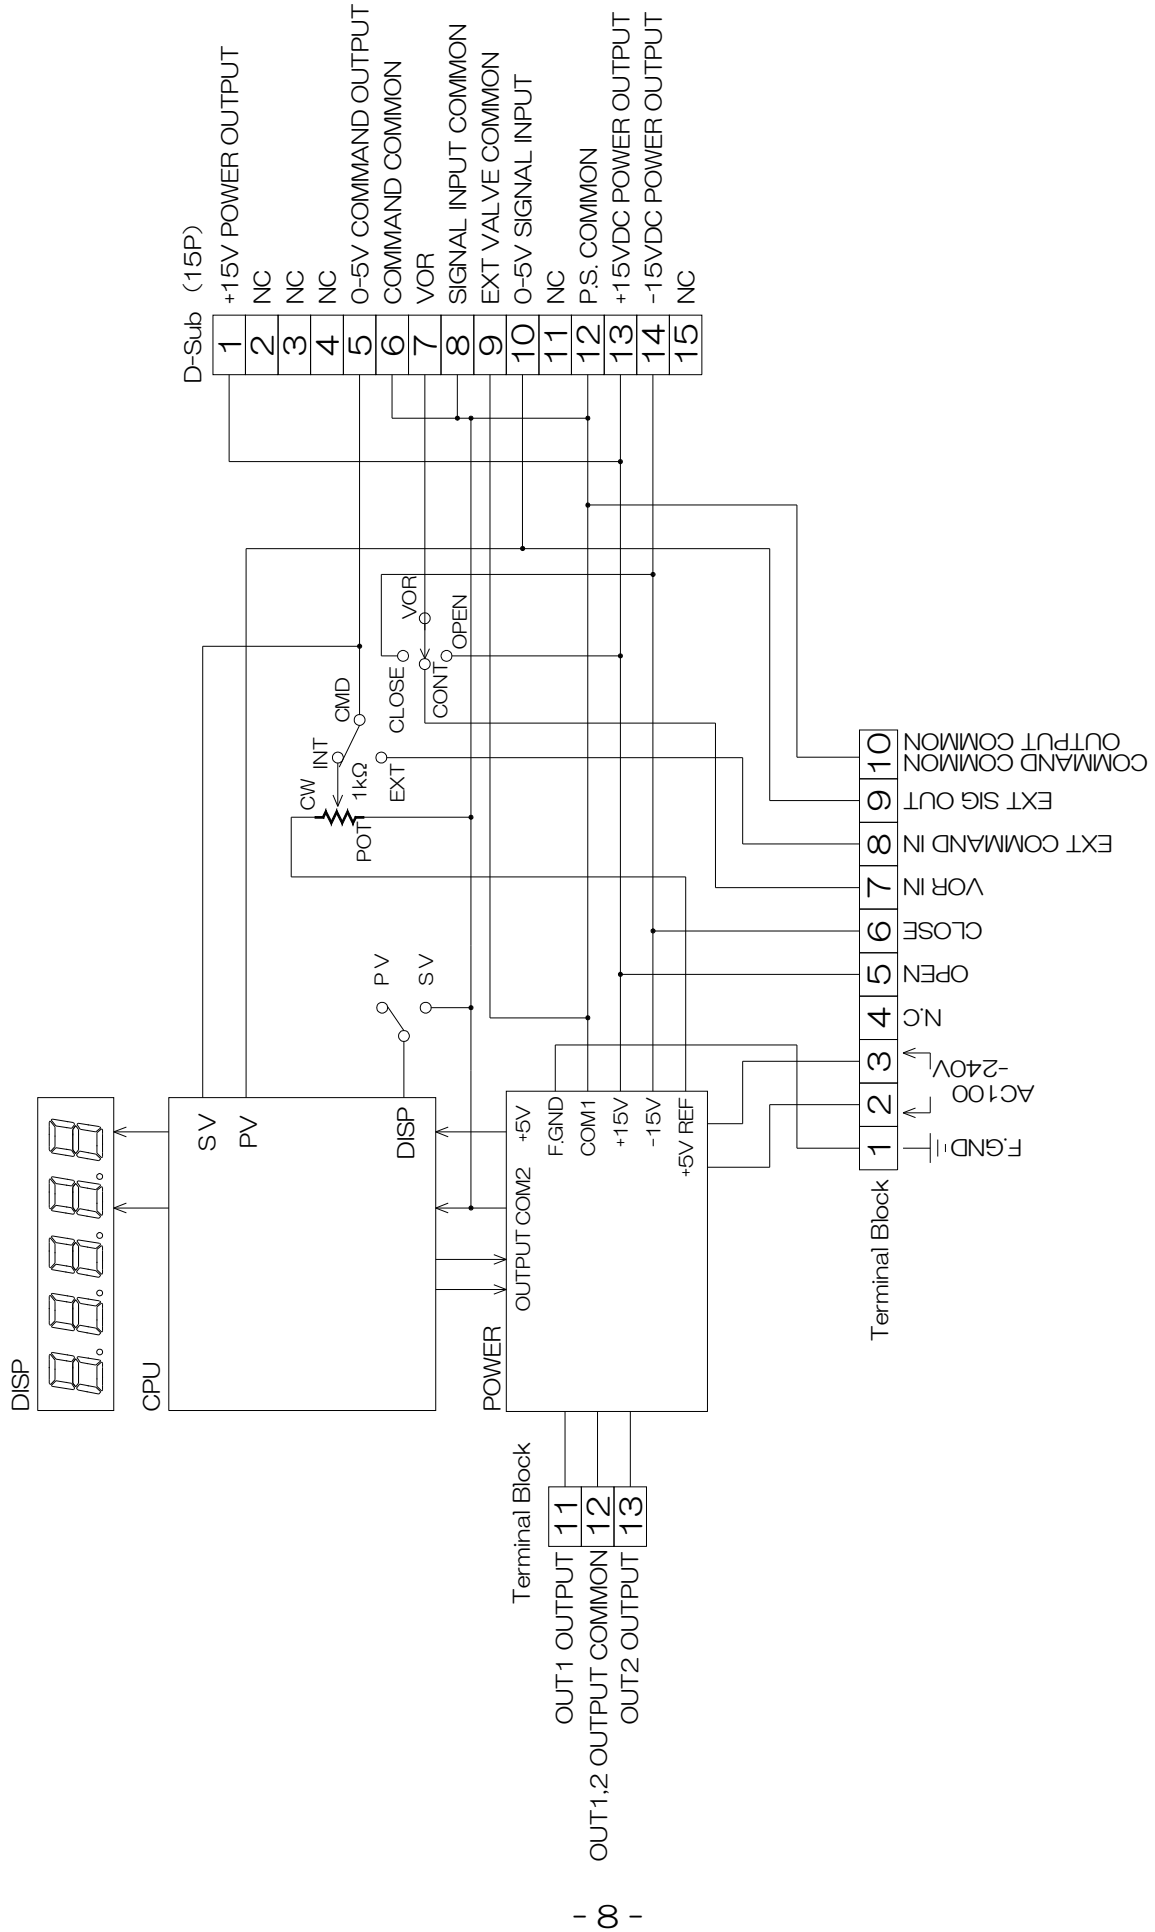 DISP
CPU
S V
PV
DISP
PV
S V
POWER
OUTPUT COM2
+5V
F.GND
COM1
+15V
-15V
+5V REF
CW
INT
CMD
1kΩ
POT
EXT
CLOSE
VOR
CONT
OPEN
D-Sub (15P)
1 +15V POWER OUTPUT
2 NC
3 NC
4 NC
5 0-5V COMMAND OUTPUT
6 COMMAND COMMON
7 VOR
8 SIGNAL INPUT COMMON
9 EXT VALVE COMMON
10 0-5V SIGNAL INPUT
11 NC
12 P.S. COMMON
13 +15VDC POWER OUTPUT
14 -15VDC POWER OUTPUT
15 NC
Terminal Block
11 OUT1 OUTPUT
12 OUT1,2 OUTPUT COMMON
13 OUT2 OUTPUT
Terminal Block
1 F.GND
2 AC100
3 -240V
4 N.C
5 OPEN
6 CLOSE
7 VOR IN
8 EXT COMMAND IN
9 EXT SIG OUT
10 COMMAND COMMON
OUTPUT COMMON
- 8 -